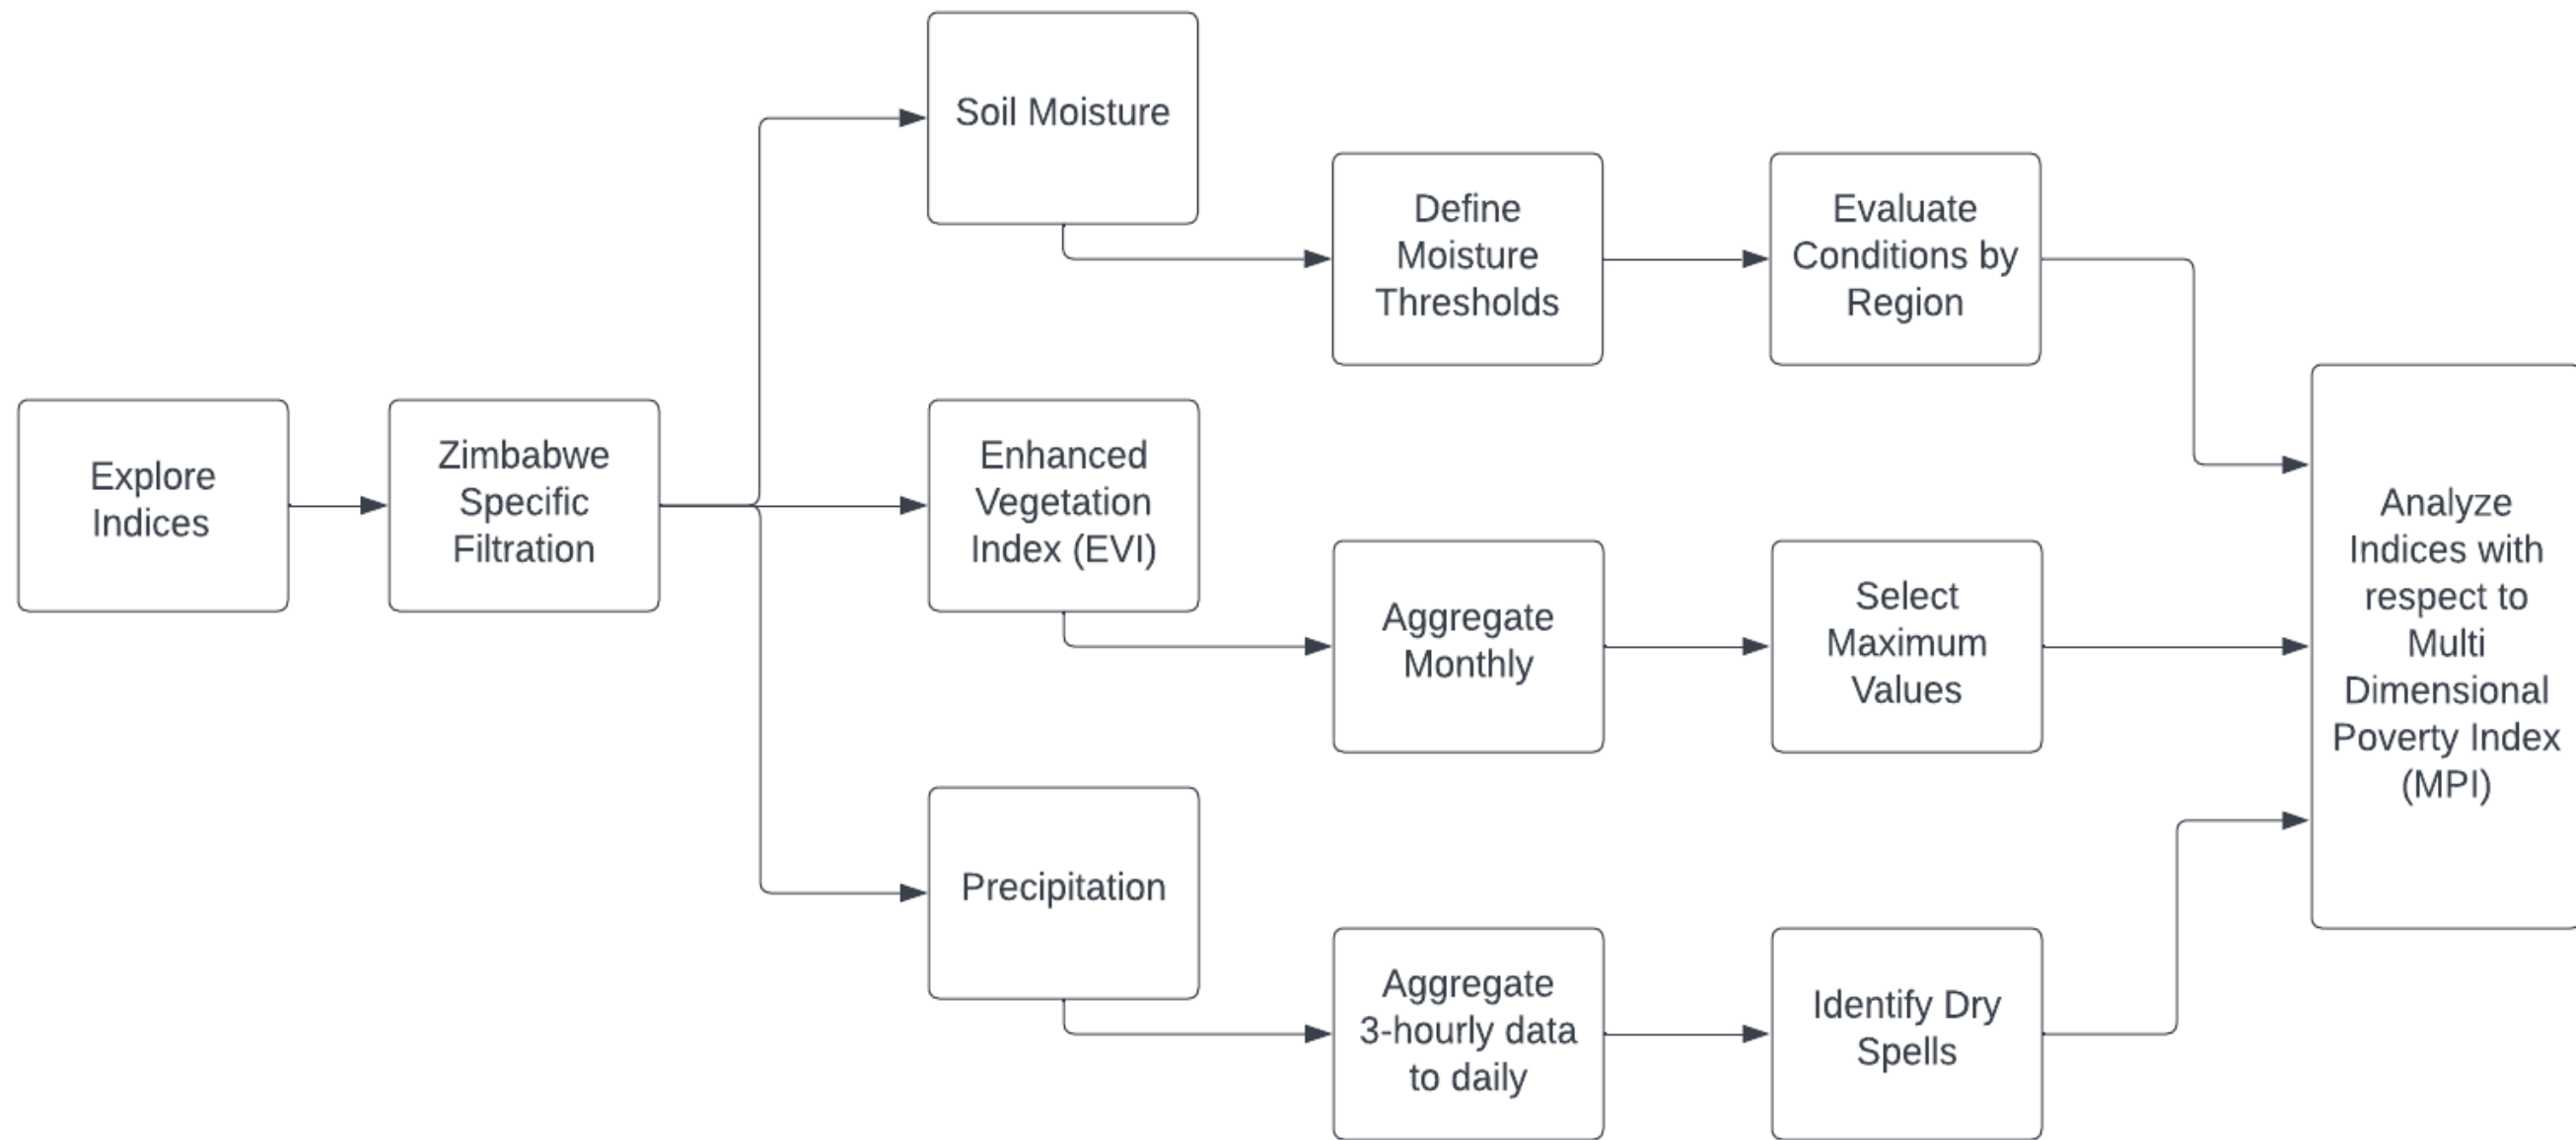 Explore
Indices
Zimbabwe
Specific
Filtration
Soil Moisture
Define
Moisture
Thresholds
Evaluate
Conditions by
Region
Enhanced
Vegetation
Index (EVI)
Aggregate
Monthly
Select
Maximum
Values
Precipitation
Aggregate
3-hourly data
to daily
Identify Dry
Spells
Analyze
Indices with
respect to
Multi
Dimensional
Poverty Index
(MPI)